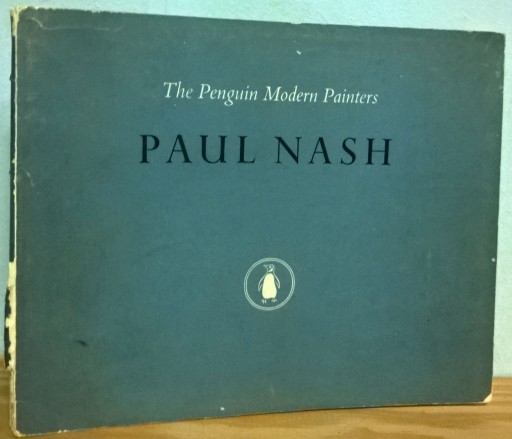 The Penguin Modern Painters
PAUL NASH